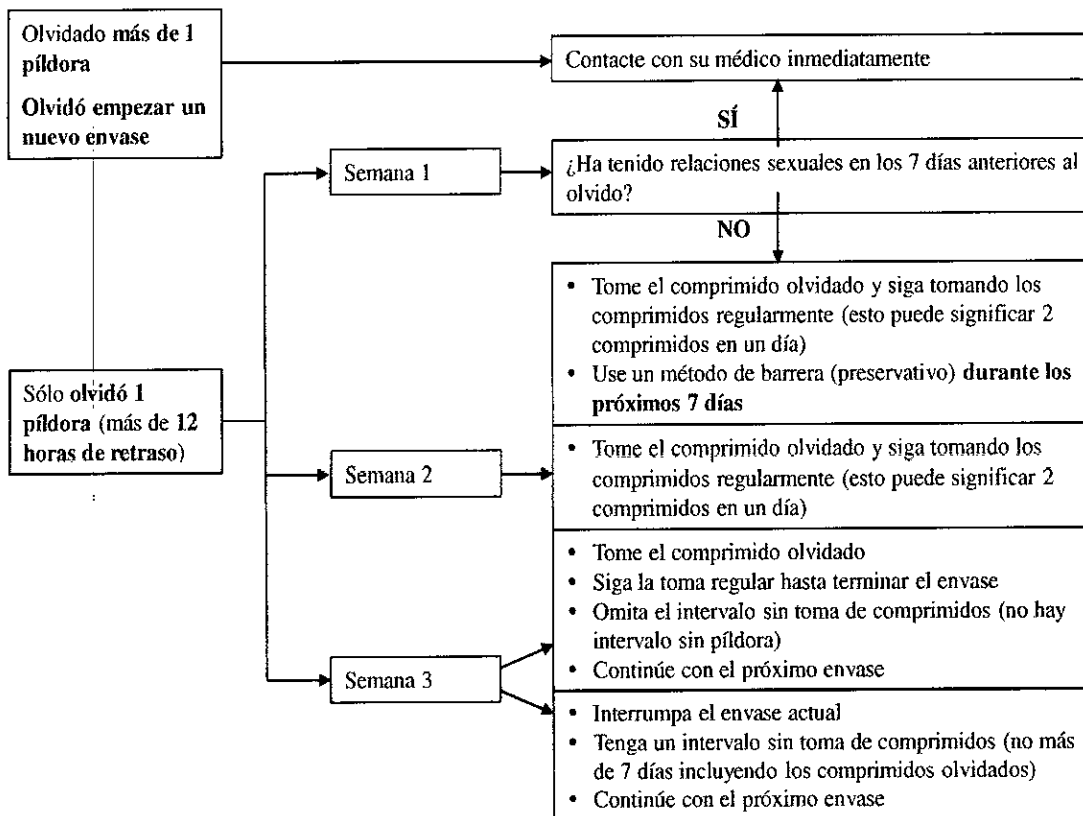 Olvidado más de 1
píldora
Olvidó empezar un
nuevo envase
Contacte con su médico inmediatamente
SÍ
Semana 1
¿Ha tenido relaciones sexuales en los 7 días anteriores al
olvido?
NO
• Tome el comprimido olvidado y siga tomando los
comprimidos regularmente (esto puede significar 2
comprimidos en un día)
• Use un método de barrera (preservativo) durante los
próximos 7 días
Sólo olvidó 1
píldora (más de 12
horas de retraso)
Semana 2
• Tome el comprimido olvidado y siga tomando los
comprimidos regularmente (esto puede significar 2
comprimidos en un día)
Semana 3
• Tome el comprimido olvidado
• Siga la toma regular hasta terminar el envase
• Omita el intervalo sin toma de comprimidos (no hay
intervalo sin píldora)
• Continúe con el próximo envase
• Interrumpa el envase actual
• Tenga un intervalo sin toma de comprimidos (no más
de 7 días incluyendo los comprimidos olvidados)
• Continúe con el próximo envase